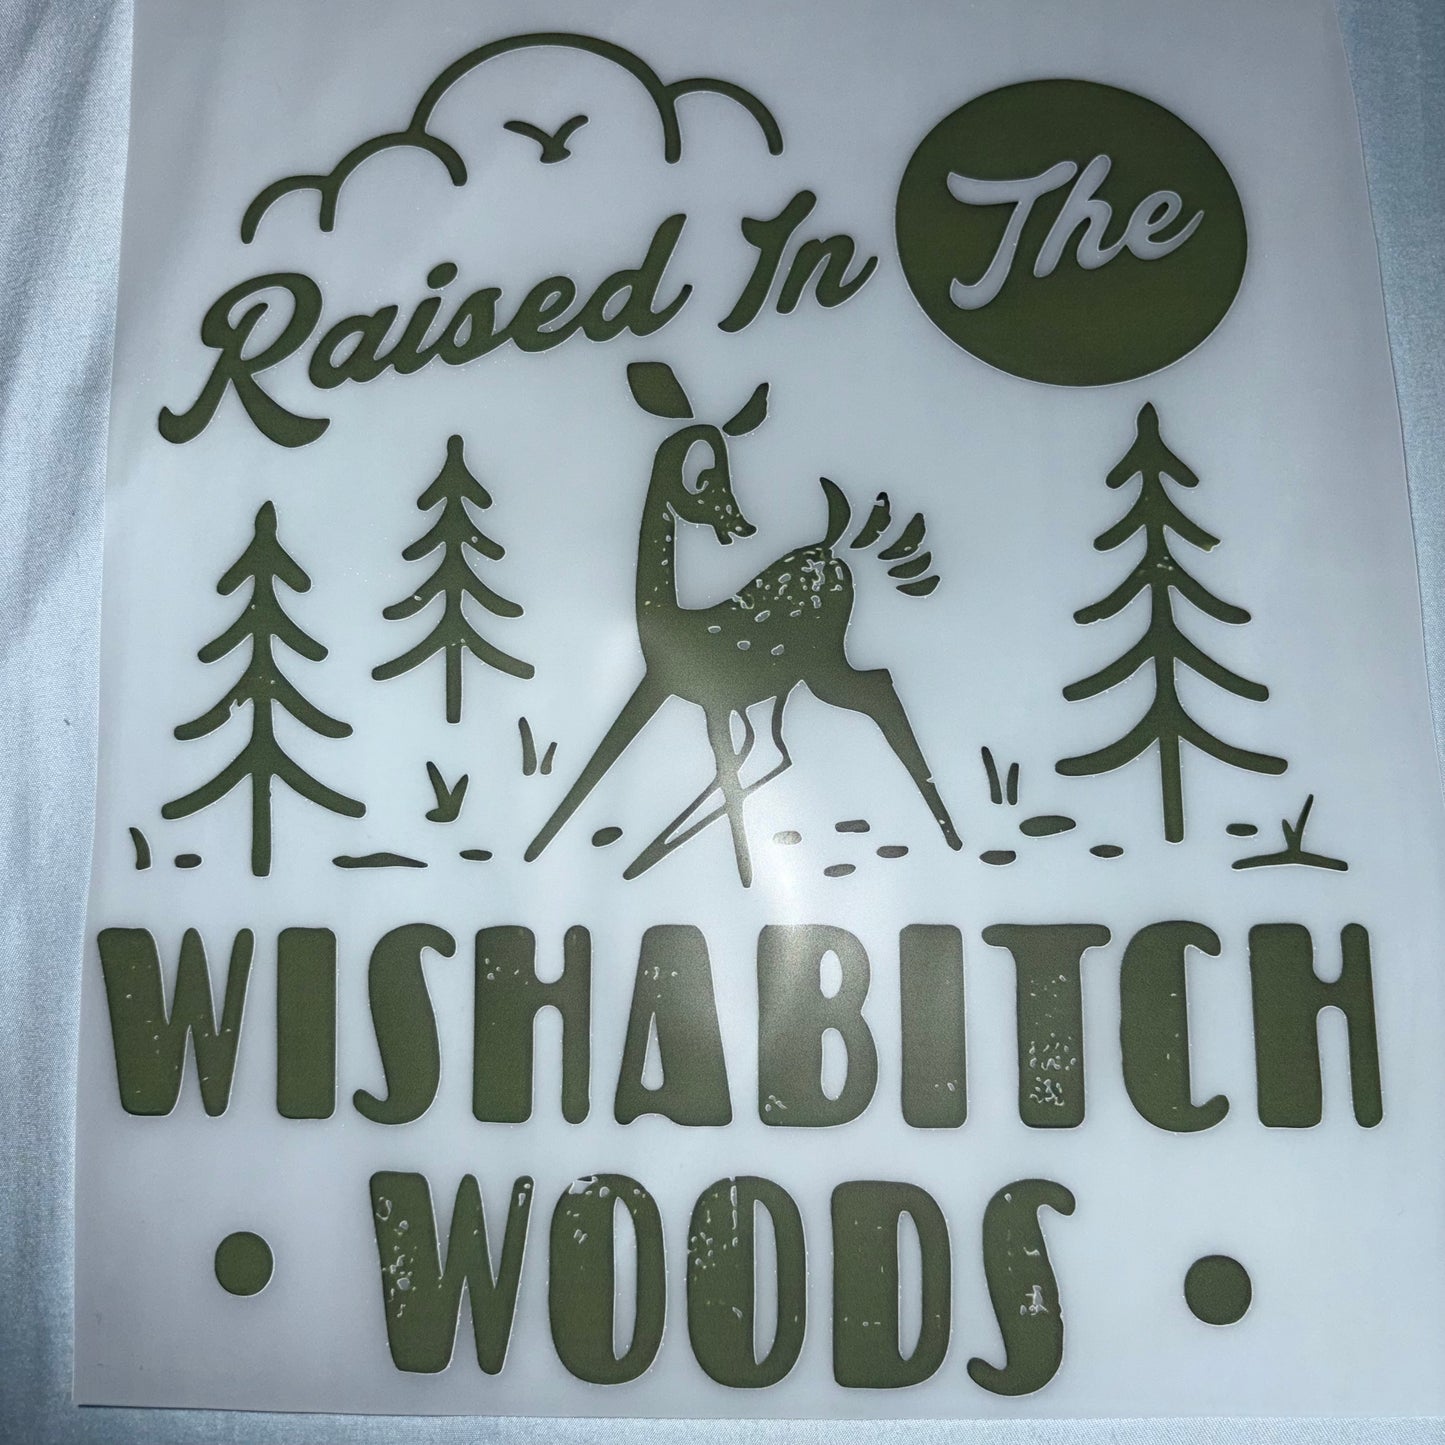 Raised In The
WISHABITCH
• WOODS •